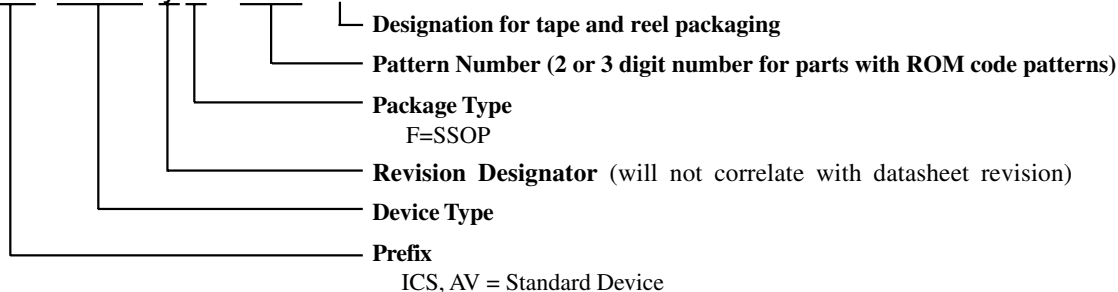 Designation for tape and reel packaging
Pattern Number (2 or 3 digit number for parts with ROM code patterns)
Package Type
F=SSOP
Revision Designator (will not correlate with datasheet revision)
Device Type
Prefix
ICS, AV = Standard Device